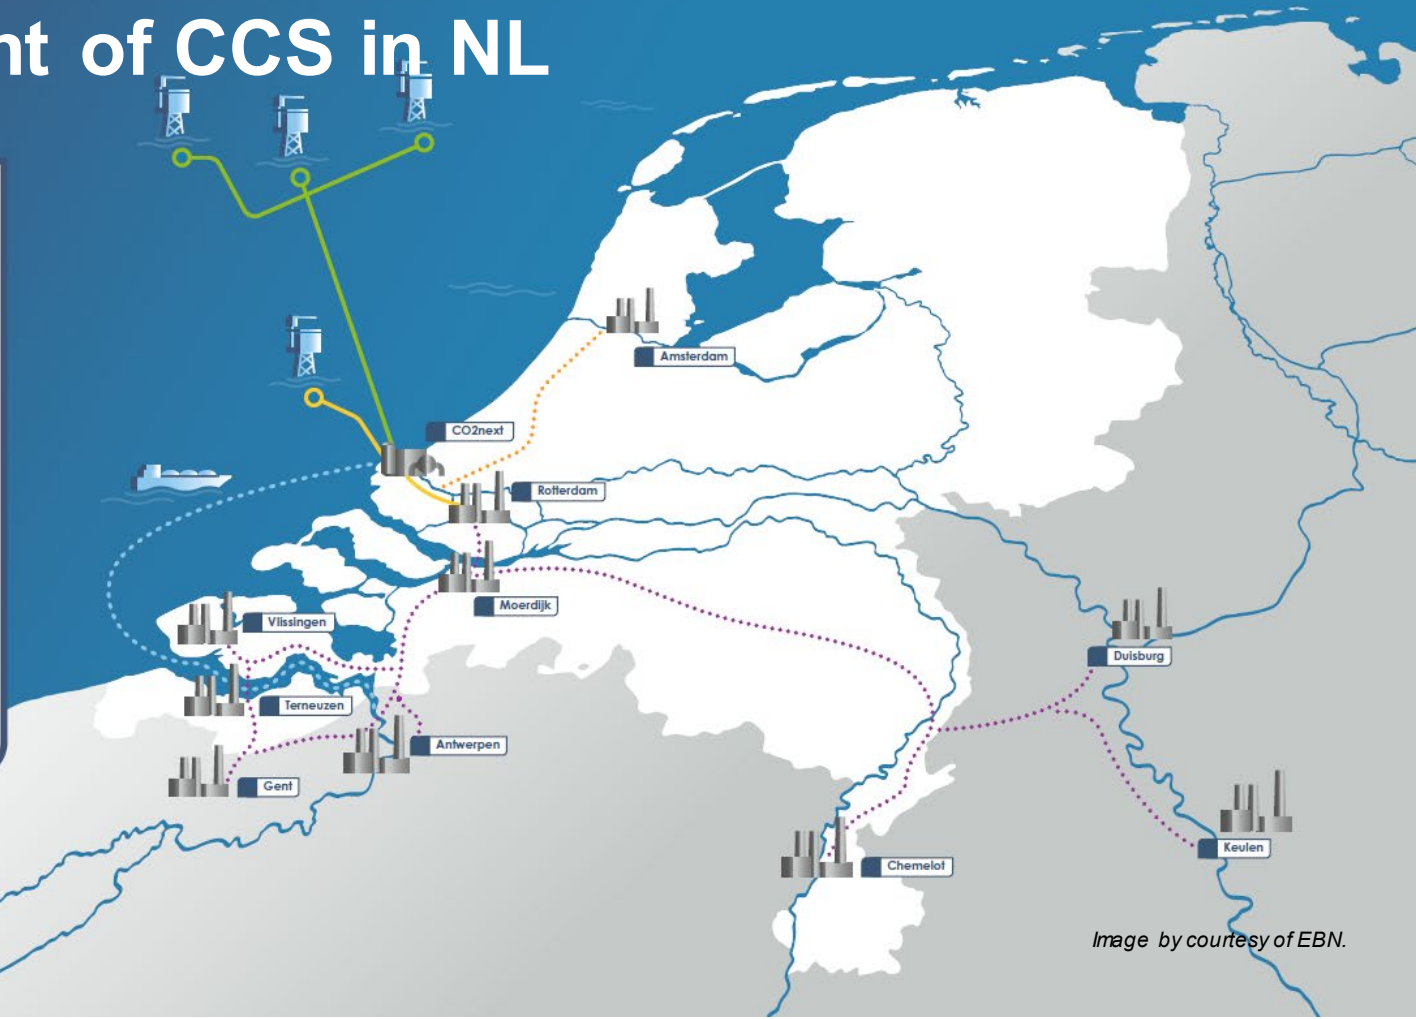 nt of CCS in NL
Amsterdam
CO2next
Rotterdam
Moerdijk
Vlissingen
Duisburg
Terneuzen
Antwerpen
Gent
Keulen
Chemelot
Image by courtesy of EBN.